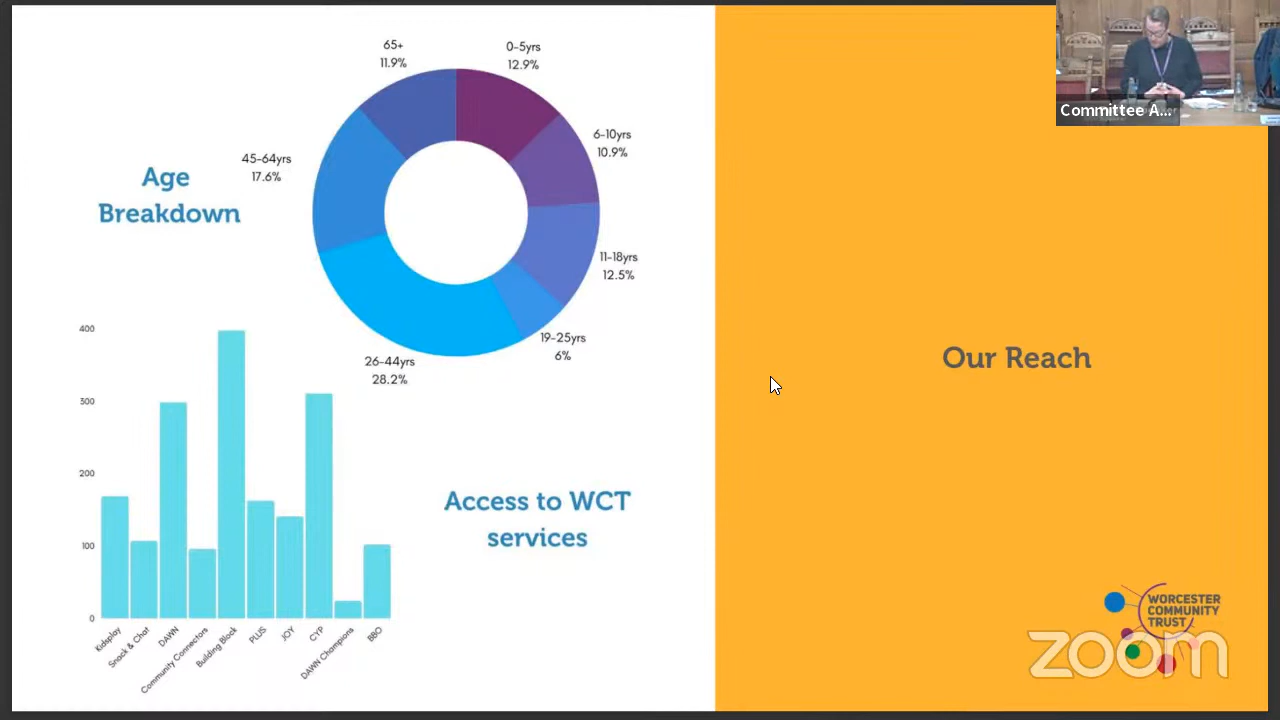 65+
11.9%
0-5yrs
12.9%
6-10yrs
10.9%
45-64yrs
17.6%
Age
Breakdown
11-18yrs
12.5%
19-25yrs
6%
26-44yrs
28.2%
400
300
200
100
0
Kidsplay
Snack & Chat
DAWN
Community Connectors
Building Block
PLUS
JOY
CYP
DAWN Champions
BBO
Access to WCT
services
Our Reach
Committee A...
WORCESTER
COMMUNITY
TRUST
zoom